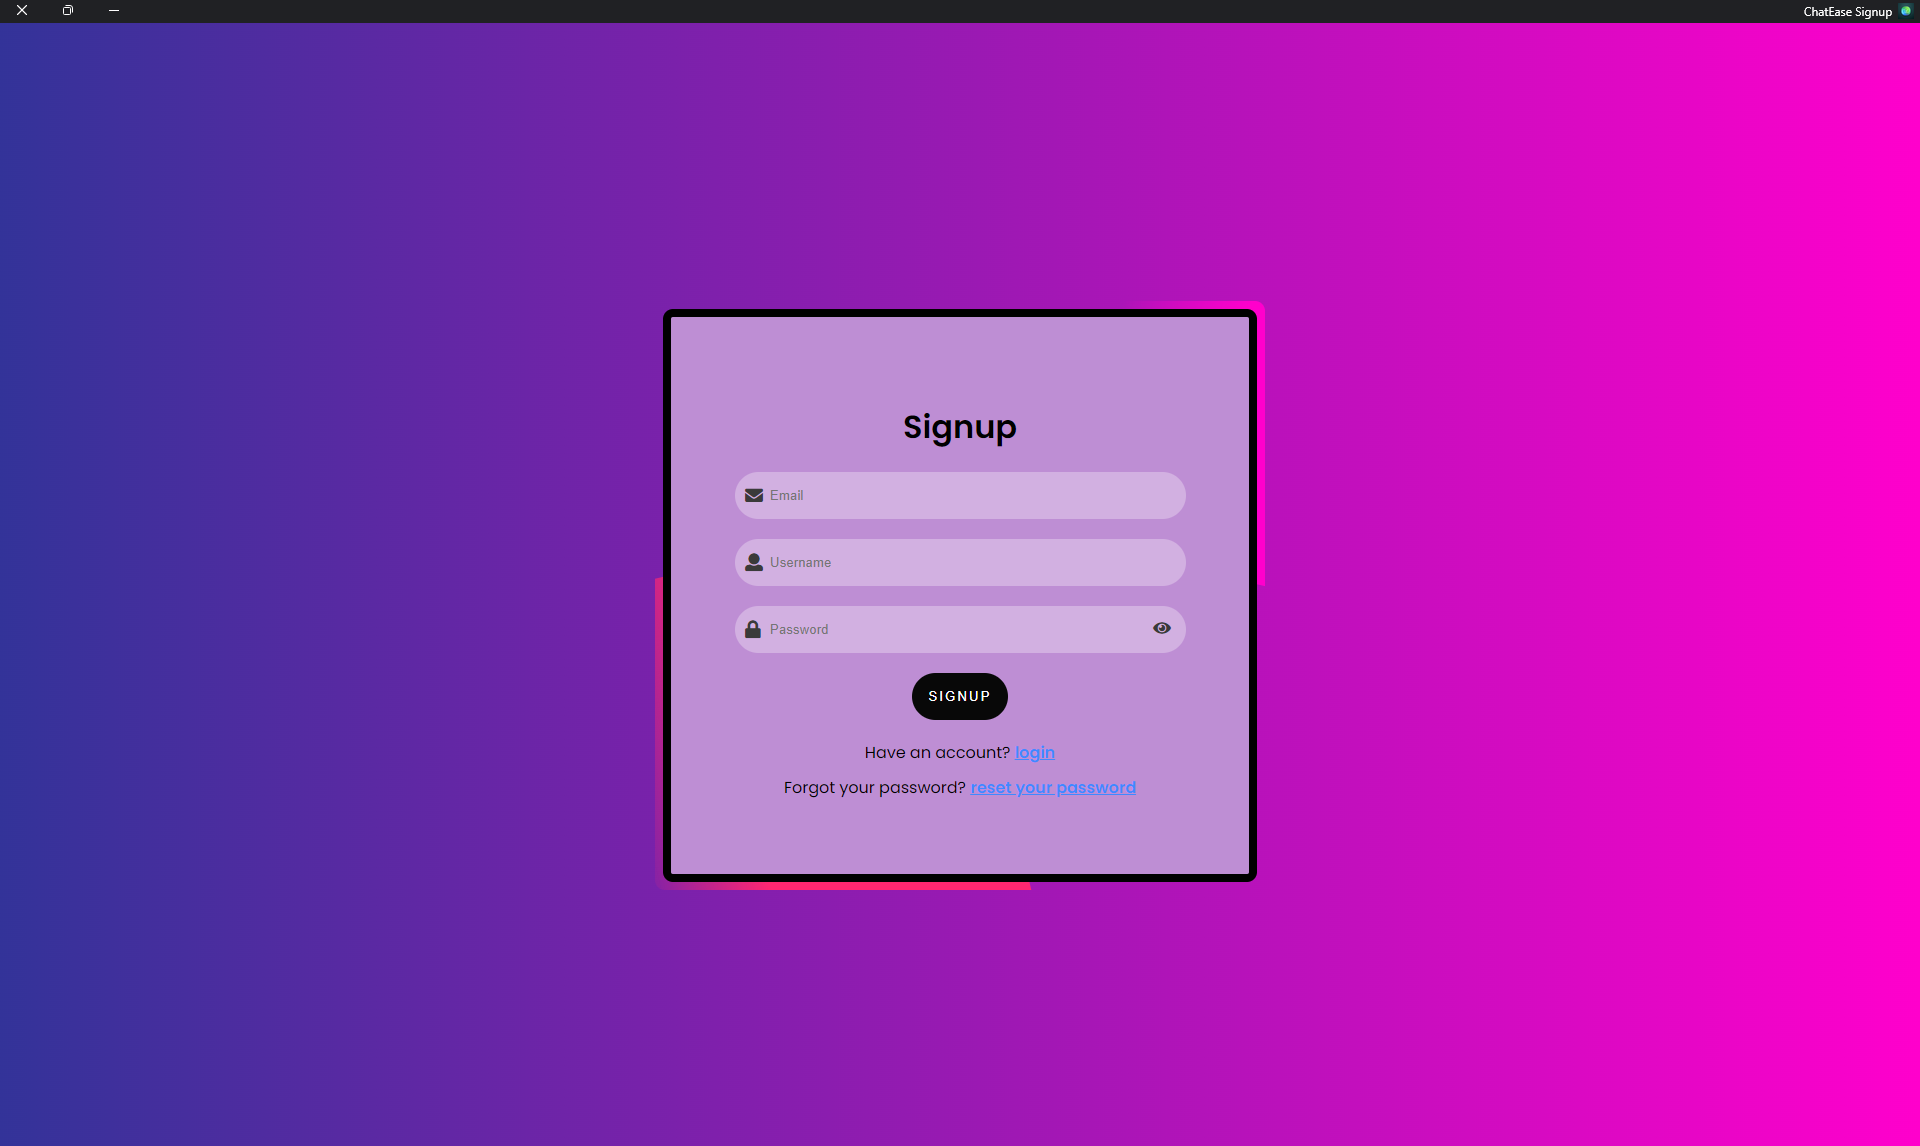 ChatEase Signup
Signup
Email
Username
Password
SIGNUP
Have an account? login
Forgot your password? reset your password